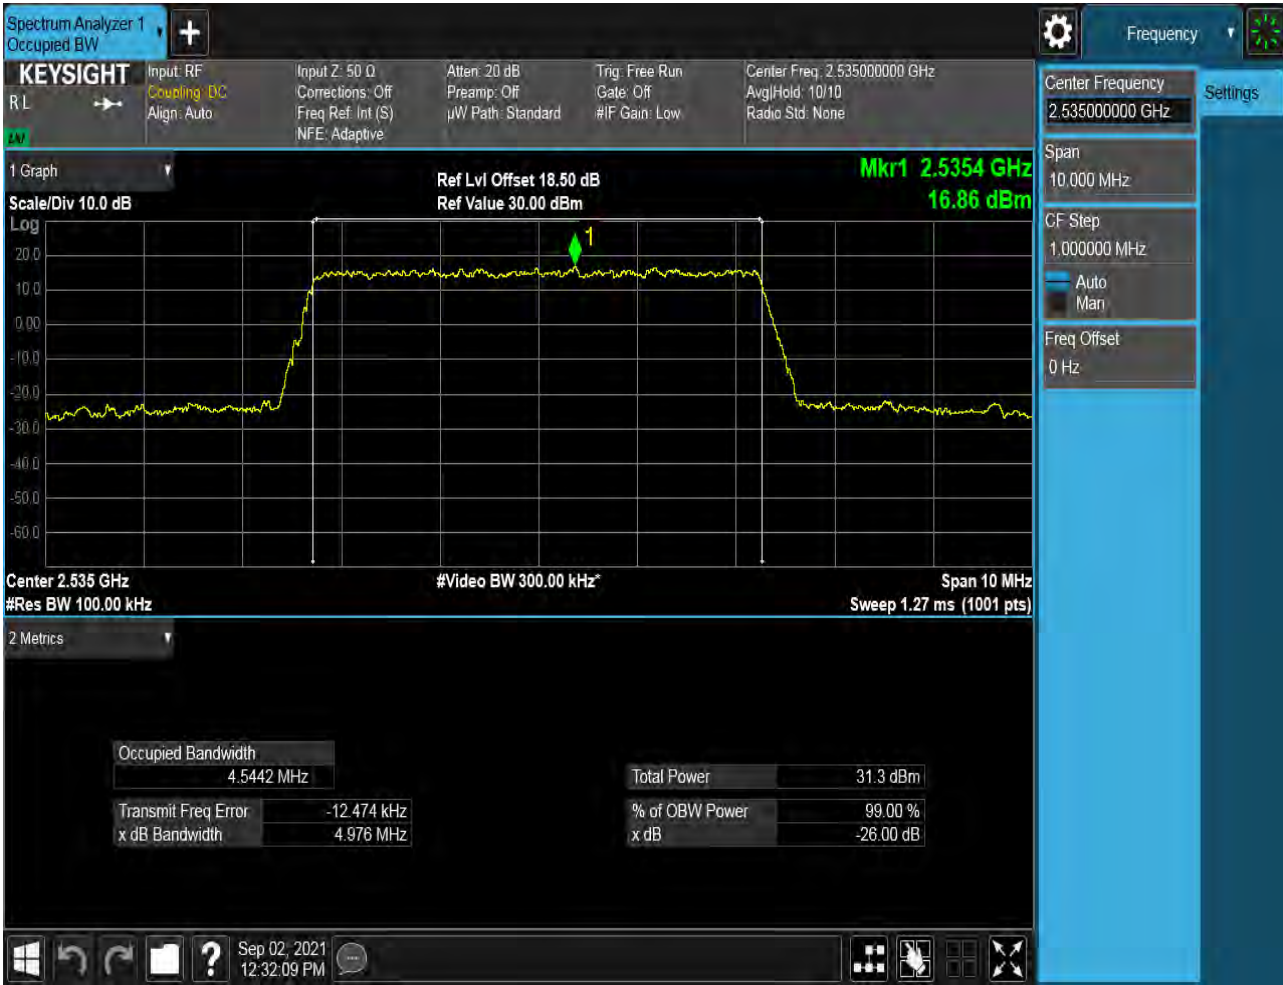 Spectrum Analyzer 1
Occupied BW
Frequency
KEYSIGHT
R L
Input: RF
Coupling: DC
Align: Auto
Input Z: 50 Ω
Corrections: Off
Freq Ref: Int (S)
NFE: Adaptive
Atten: 20 dB
Preamp: Off
µW Path: Standard
Trig: Free Run
Gate: Off
#IF Gain: Low
Center Freq: 2.535000000 GHz
Avg|Hold: 10/10
Radio Std: None
Center Frequency
2.535000000 GHz
Settings
Span
10.000 MHz
CF Step
1.000000 MHz
Auto
Man
Freq Offset
0 Hz
1 Graph
Scale/Div 10.0 dB
Ref Lvl Offset 18.50 dB
Ref Value 30.00 dBm
Mkr1 2.5354 GHz
16.86 dBm
Log
1
20.0
10.0
0.00
-10.0
-20.0
-30.0
-40.0
-50.0
-60.0
Center 2.535 GHz
#Video BW 300.00 kHz*
Span 10 MHz
#Res BW 100.00 kHz
Sweep 1.27 ms (1001 pts)
2 Metrics
Occupied Bandwidth
4.5442 MHz
Total Power 31.3 dBm
Transmit Freq Error -12.474 kHz
% of OBW Power 99.00 %
x dB Bandwidth 4.976 MHz
x dB -26.00 dB
?
Sep 02, 2021
12:32:09 PM